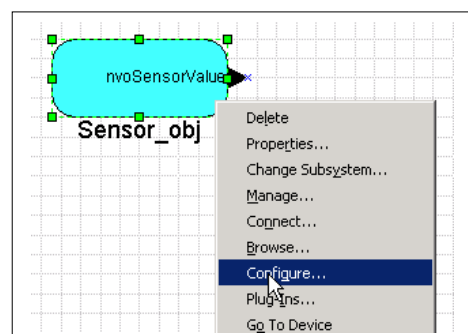 nvoSensorValue
Sensor_obj
Delete
Properties...
Change Subsystem...
Manage...
Connect...
Browse...
Configure...
Plug-Ins...
Go To Device